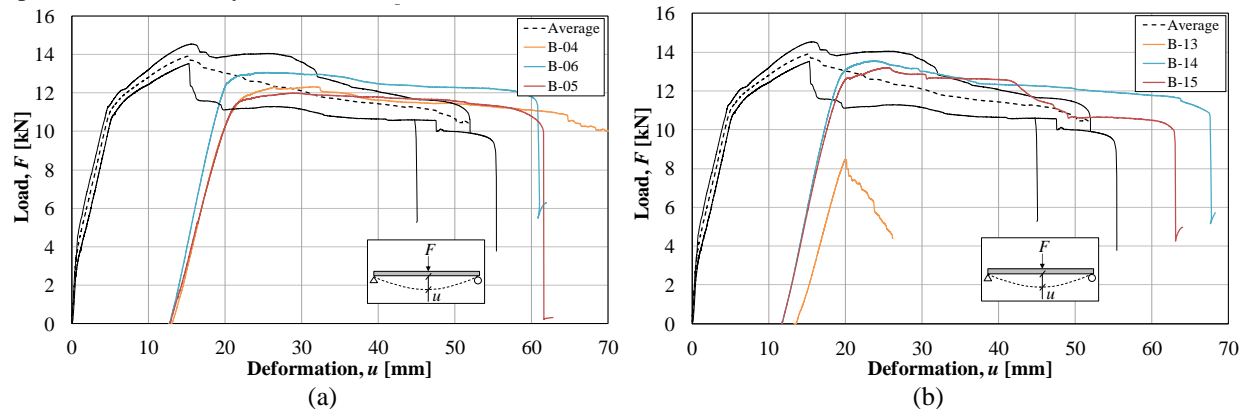 16
14
12
10
8
6
4
2
0
Load, F [kN]
0 10 20 30 40 50 60 70
Deformation, u [mm]
Average
B-04
B-06
B-05
F
u
(a)
16
14
12
10
8
6
4
2
0
Load, F [kN]
0 10 20 30 40 50 60 70
Deformation, u [mm]
Average
B-13
B-14
B-15
F
u
(b)